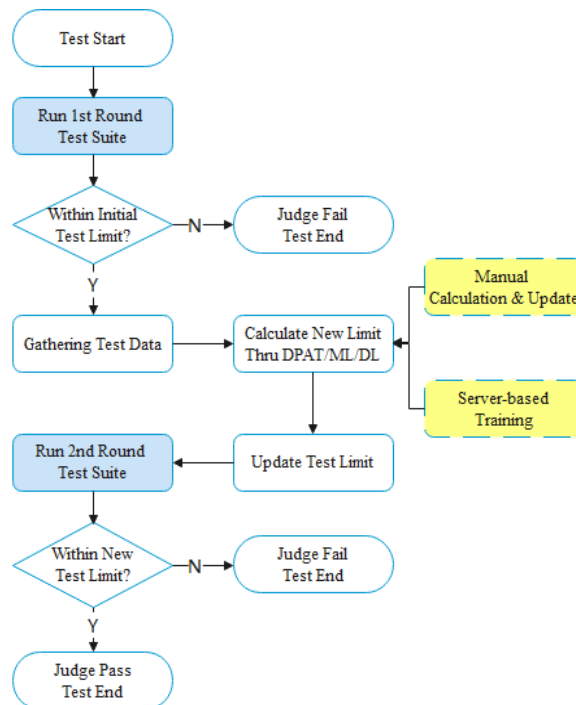 Test Start
Run 1st Round
Test Suite
Within Initial
Test Limit?
N
Judge Fail
Test End
Y
Manual
Calculation & Update
Gathering Test Data
Calculate New Limit
Thru DPAT/ML/DL
Server-based
Training
Run 2nd Round
Test Suite
Update Test Limit
Within New
Test Limit?
N
Judge Fail
Test End
Y
Judge Pass
Test End